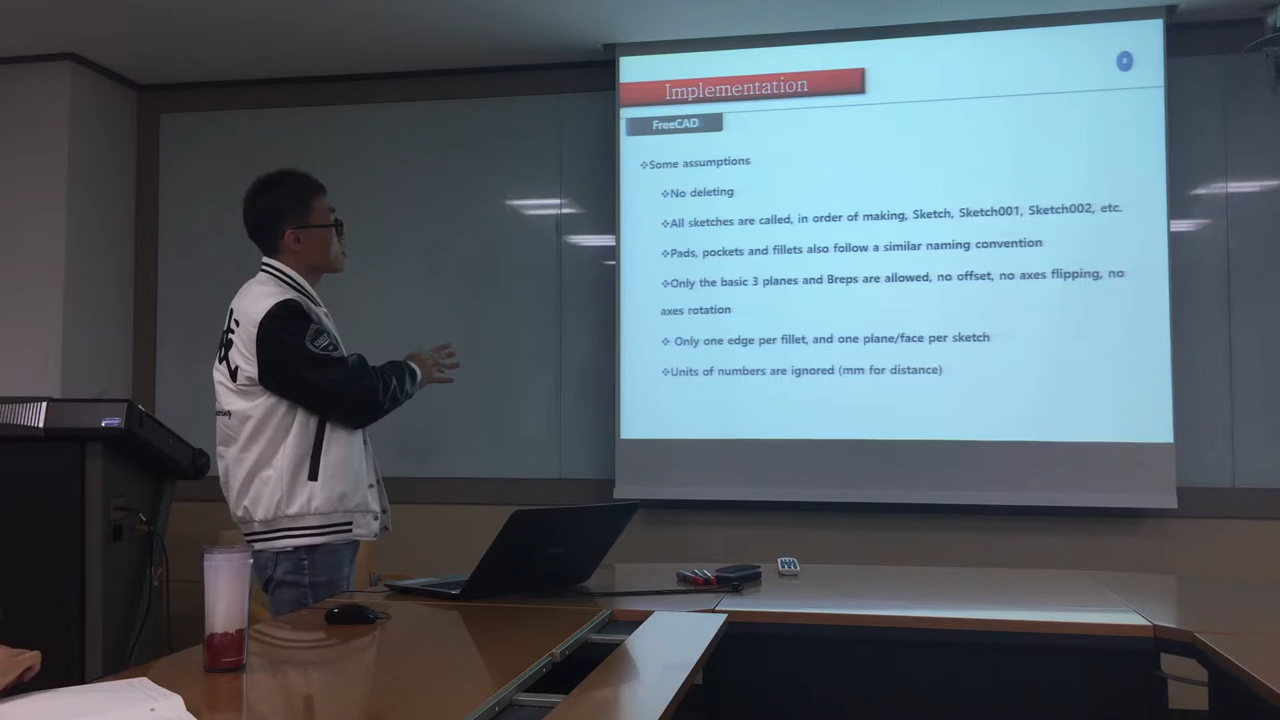 Implementation
FreeCAD
❖Some assumptions
❖No deleting
❖All sketches are called, in order of making, Sketch, Sketch001, Sketch002, etc.
❖Pads, pockets and fillets also follow a similar naming convention
❖Only the basic 3 planes and Breps are allowed, no offset, no axes flipping, no
axes rotation
❖ Only one edge per fillet, and one plane/face per sketch
❖Units of numbers are ignored (mm for distance)